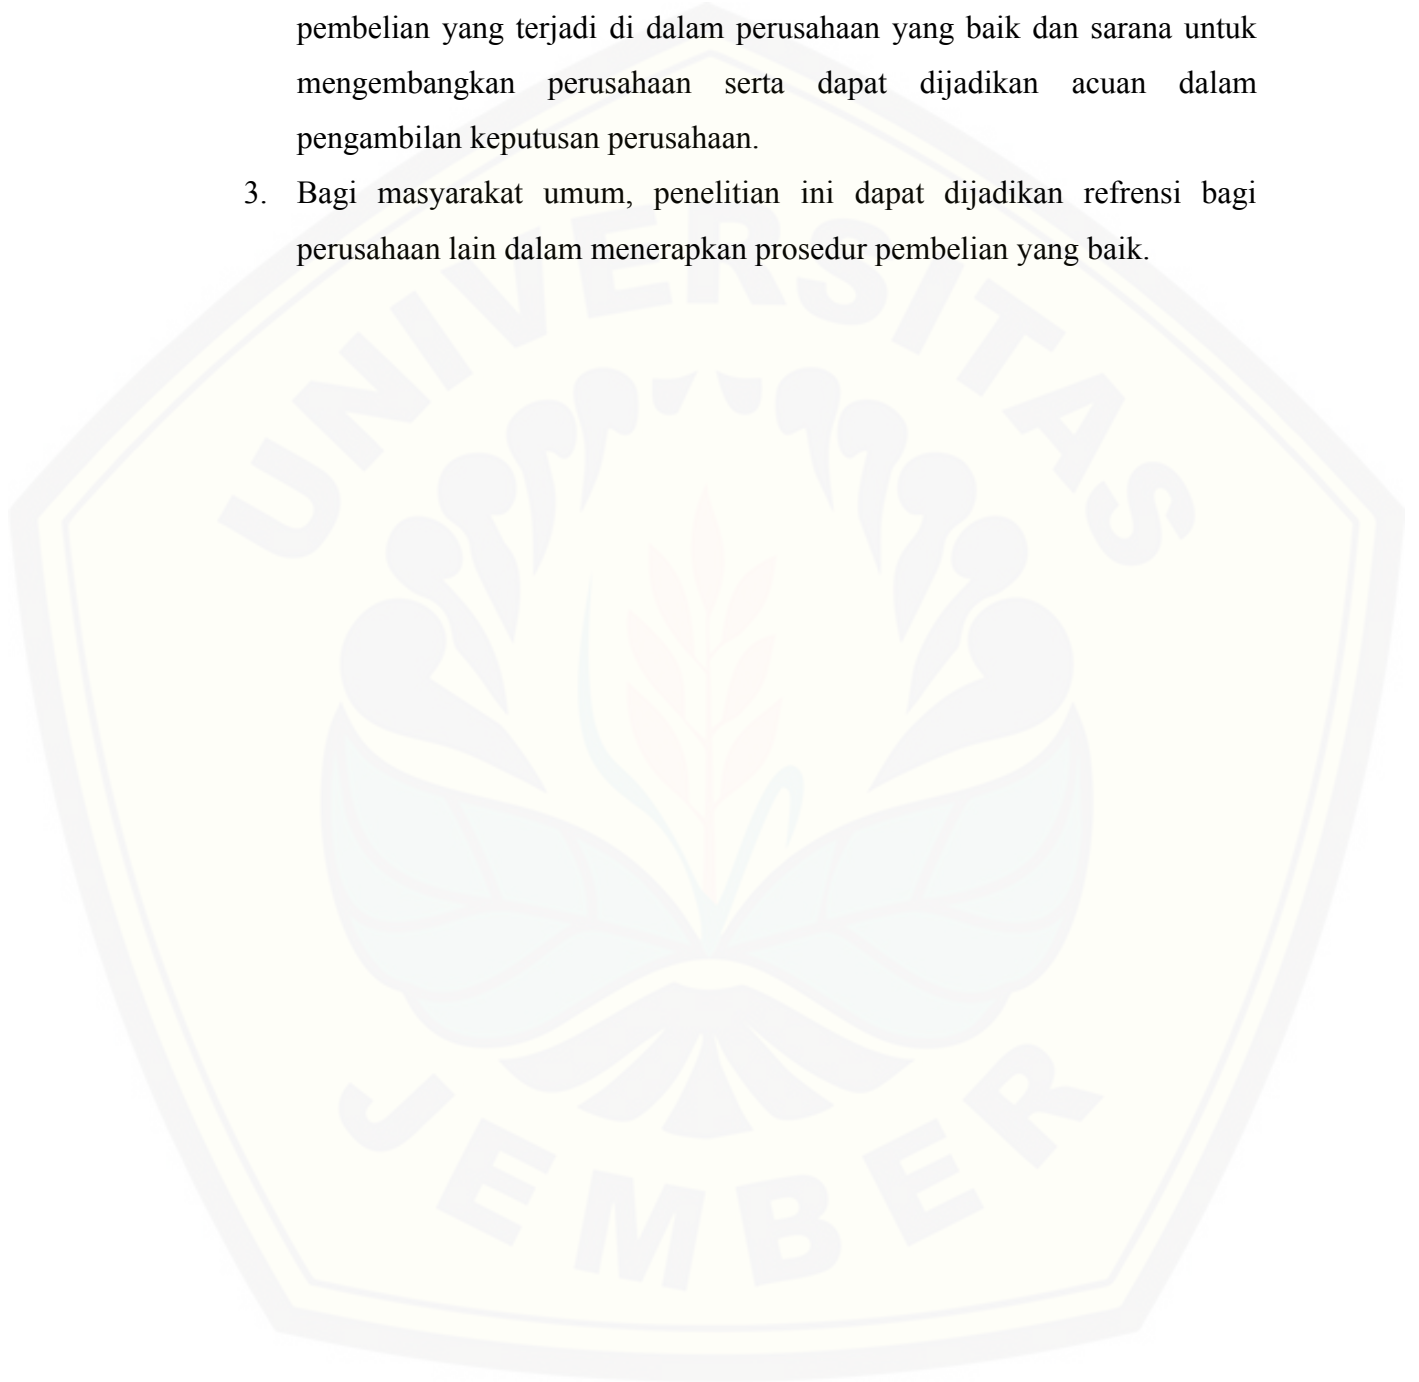 pembelian yang terjadi di dalam perusahaan yang baik dan sarana untuk
mengembangkan perusahaan serta dapat dijadikan acuan dalam
pengambilan keputusan perusahaan.
3. Bagi masyarakat umum, penelitian ini dapat dijadikan refrensi bagi
perusahaan lain dalam menerapkan prosedur pembelian yang baik.
UNIVERSITAS
JEMBER